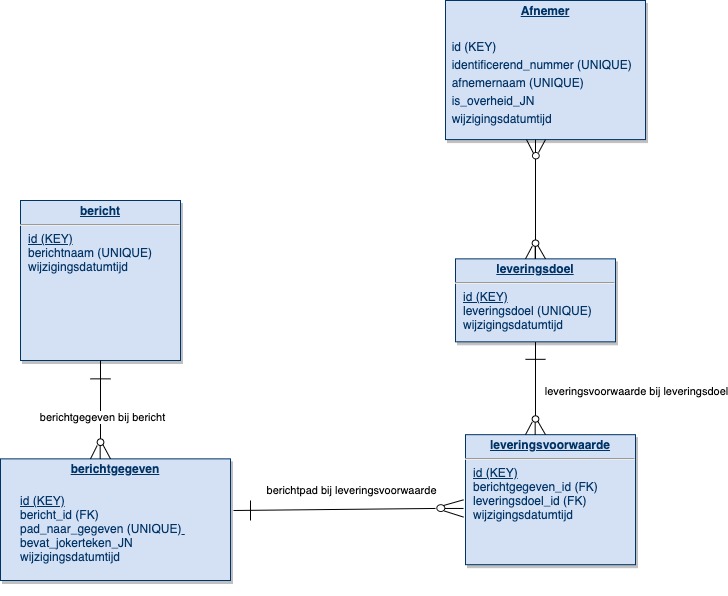 Afnemer
id (KEY)
identificerend_nummer (UNIQUE)
afnemernaam (UNIQUE)
is_overheid_JN
wijzigingsdatumtijd
bericht
id (KEY)
berichtnaam (UNIQUE)
wijzigingsdatumtijd
leveringsdoel
id (KEY)
leveringsdoel (UNIQUE)
wijzigingsdatumtijd
leveringsvoorwaarde bij leveringsdoel
berichtgegeven bij bericht
berichtgegeven
id (KEY)
bericht_id (FK)
pad_naar_gegeven (UNIQUE)_
bevat_jokerteken_JN
wijzigingsdatumtijd
berichtpad bij leveringsvoorwaarde
leveringsvoorwaarde
id (KEY)
berichtgegeven_id (FK)
leveringsdoel_id (FK)
wijzigingsdatumtijd